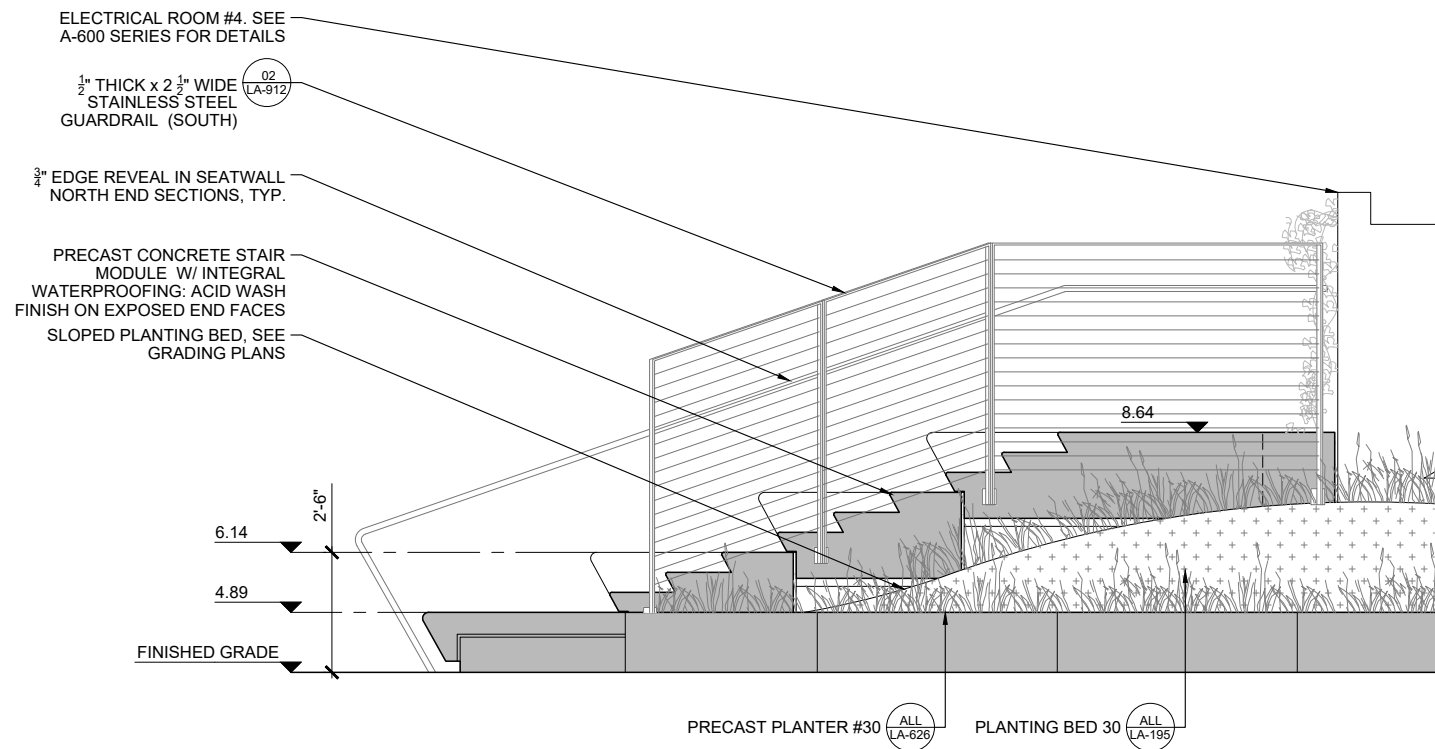 ELECTRICAL ROOM #4. SEE
A-600 SERIES FOR DETAILS
1/2" THICK x 2 1/2" WIDE
STAINLESS STEEL
GUARDRAIL (SOUTH)
02
LA-912
3/4" EDGE REVEAL IN SEATWALL
NORTH END SECTIONS, TYP.
PRECAST CONCRETE STAIR
MODULE W/ INTEGRAL
WATERPROOFING: ACID WASH
FINISH ON EXPOSED END FACES
SLOPED PLANTING BED, SEE
GRADING PLANS
8.64
2'-6"
6.14
4.89
FINISHED GRADE
PRECAST PLANTER #30
ALL
LA-626
PLANTING BED 30
ALL
LA-195